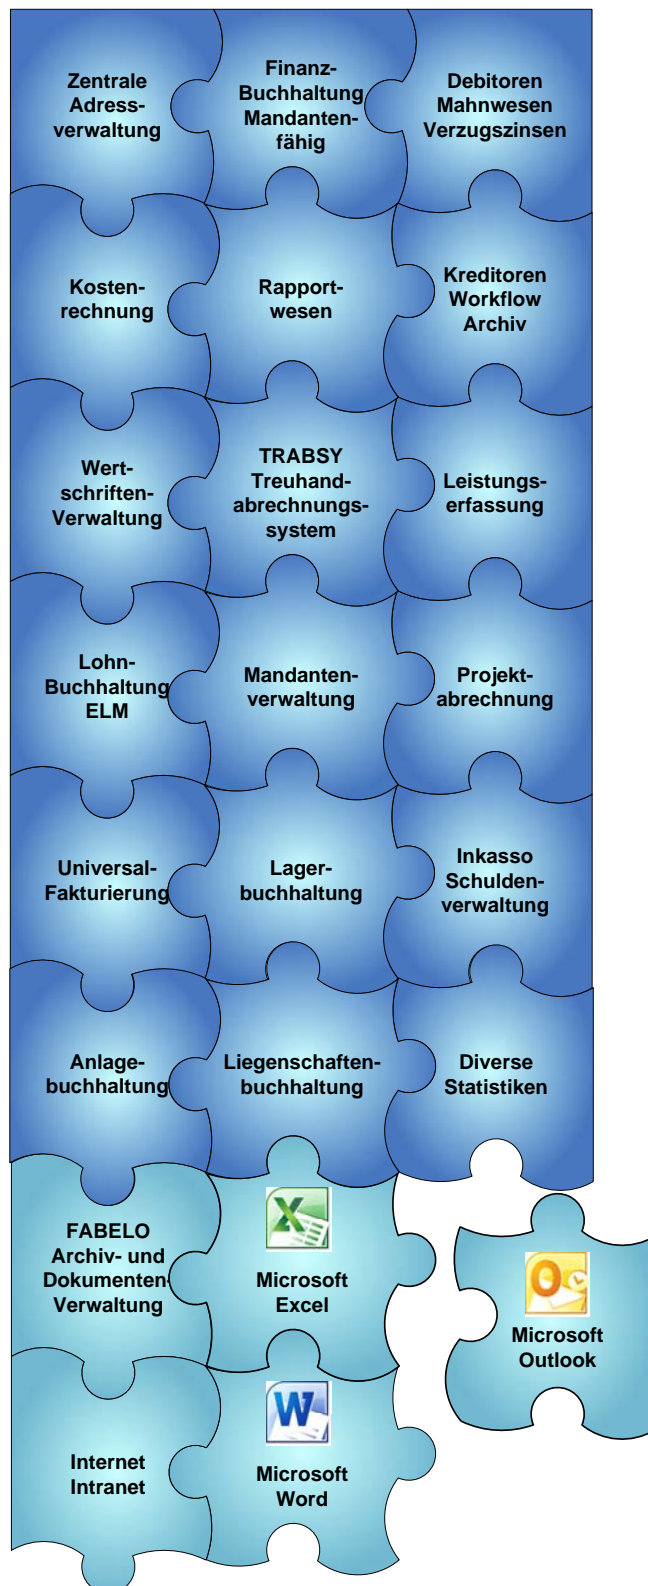 Zentrale
Adress-
verwaltung
Finanz-
Buchhaltung
Mandanten-
fähig
Debitoren
Mahnwesen
Verzugszinsen
Kosten-
rechnung
Rapport-
wesen
Kreditoren
Workflow
Archiv
Wert-
schriften-
Verwaltung
TRABSY
Treuhand-
abrechnungs-
system
Leistungs-
erfassung
Lohn-
Buchhaltung
ELM
Mandanten-
verwaltung
Projekt-
abrechnung
Universal-
Fakturierung
Lager-
buchhaltung
Inkasso
Schulden-
verwaltung
Anlage-
buchhaltung
Liegenschaften-
buchhaltung
Diverse
Statistiken
FABELO
Archiv- und
Dokumenten-
Verwaltung
Microsoft
Excel
Microsoft
Outlook
Internet
Intranet
Microsoft
Word